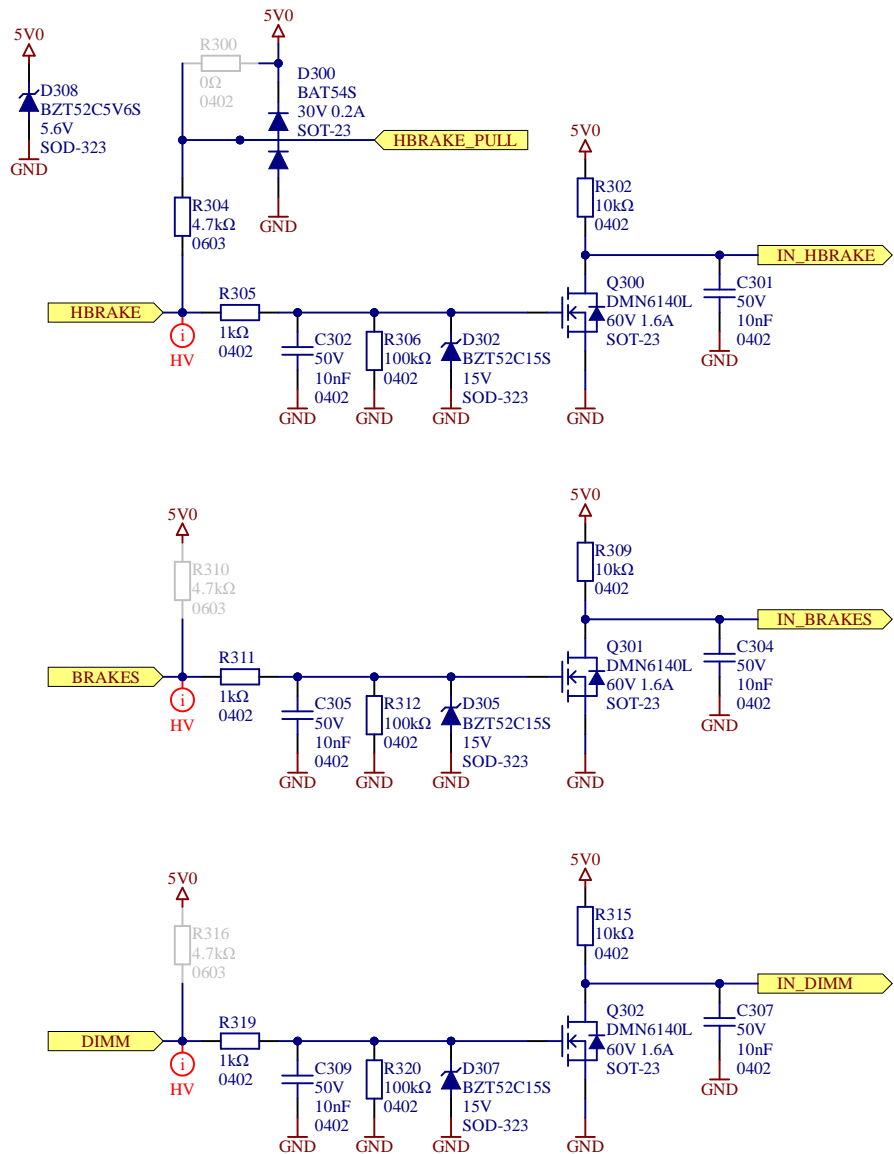 5V0
D308
BZT52C5V6S
5.6V
SOD-323
GND
5V0
R300
0Ω
0402
D300
BAT54S
30V 0.2A
SOT-23
HBRAKE_PULL
GND
R304
4.7kΩ
0603
HBRAKE
i
HV
R305
1kΩ
0402
C302
50V
10nF
0402
GND
R306
100kΩ
0402
GND
D302
BZT52C15S
15V
SOD-323
GND
5V0
R302
10kΩ
0402
Q300
DMN6140L
60V 1.6A
SOT-23
GND
IN_HBRAKE
C301
50V
10nF
0402
GND
5V0
R310
4.7kΩ
0603
BRAKES
i
HV
R311
1kΩ
0402
C305
50V
10nF
0402
GND
R312
100kΩ
0402
GND
D305
BZT52C15S
15V
SOD-323
GND
5V0
R309
10kΩ
0402
Q301
DMN6140L
60V 1.6A
SOT-23
GND
IN_BRAKES
C304
50V
10nF
0402
GND
5V0
R316
4.7kΩ
0603
DIMM
i
HV
R319
1kΩ
0402
C309
50V
10nF
0402
GND
R320
100kΩ
0402
GND
D307
BZT52C15S
15V
SOD-323
GND
5V0
R315
10kΩ
0402
Q302
DMN6140L
60V 1.6A
SOT-23
GND
IN_DIMM
C307
50V
10nF
0402
GND